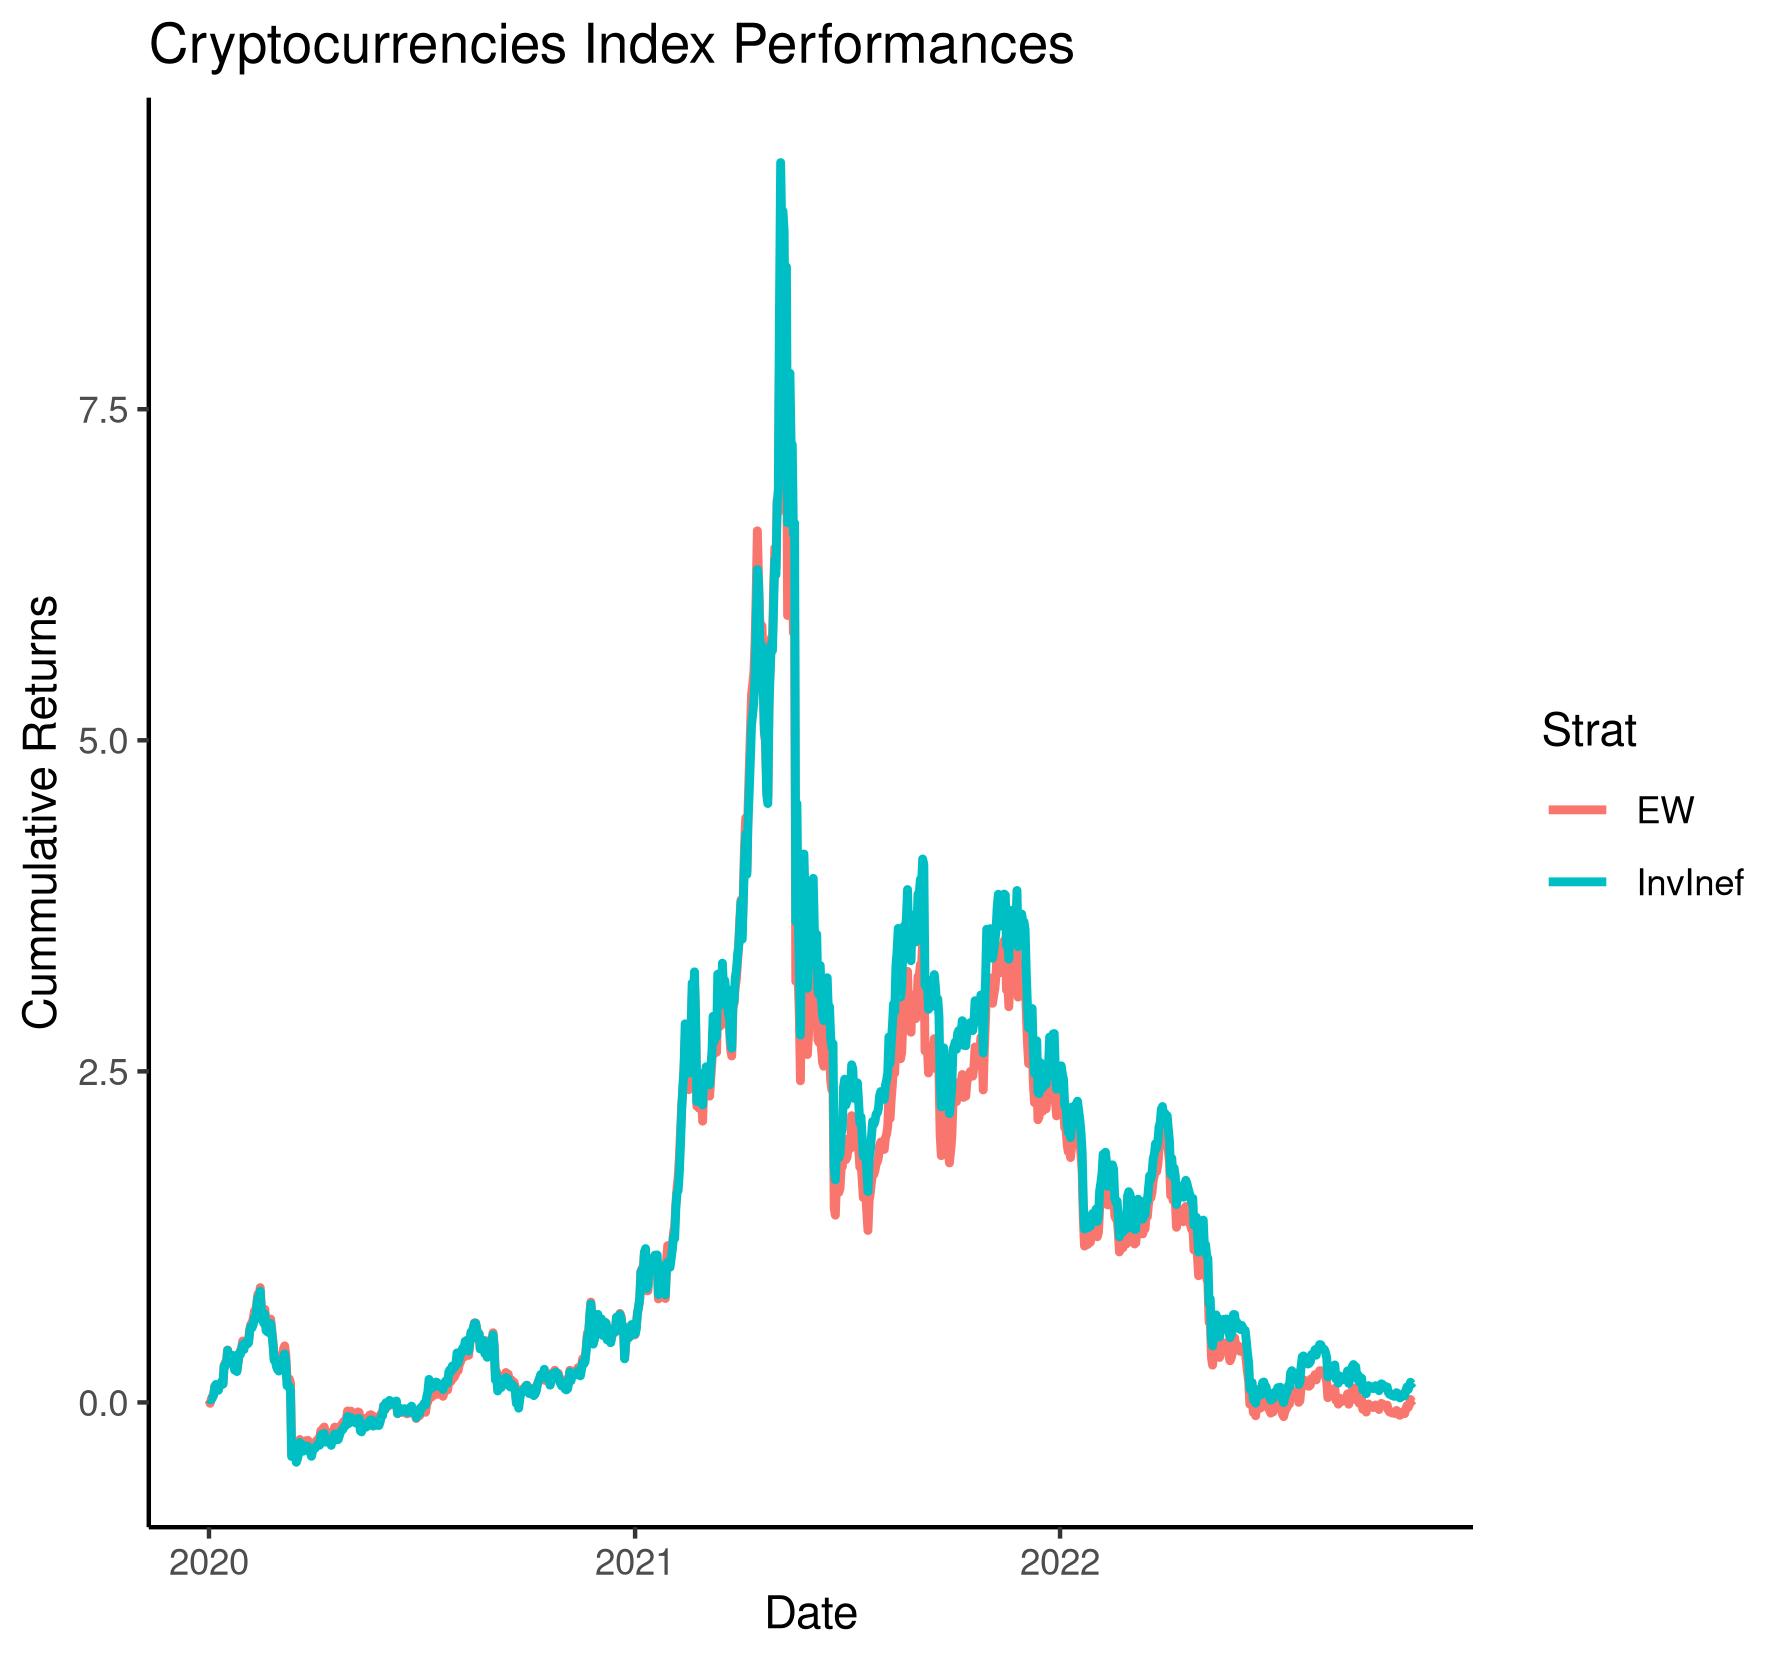 Cryptocurrencies Index Performances
Cummulative Returns
7.5
5.0
2.5
0.0
2020
2021
2022
Date
Strat
EW
InvInef